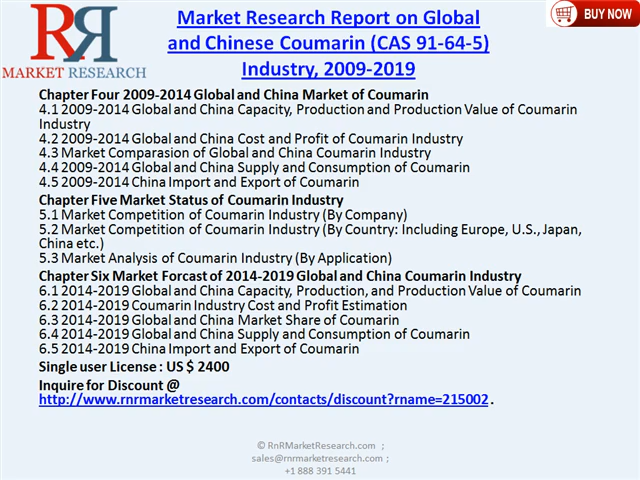 RR
MARKET RESEARCH
Market Research Report on Global
and Chinese Coumarin (CAS 91-64-5)
Industry, 2009-2019
BUY NOW
Chapter Four 2009-2014 Global and China Market of Coumarin
4.1 2009-2014 Global and China Capacity, Production and Production Value of Coumarin
Industry
4.2 2009-2014 Global and China Cost and Profit of Coumarin Industry
4.3 Market Comparasion of Global and China Coumarin Industry
4.4 2009-2014 Global and China Supply and Consumption of Coumarin
4.5 2009-2014 China Import and Export of Coumarin
Chapter Five Market Status of Coumarin Industry
5.1 Market Competition of Coumarin Industry (By Company)
5.2 Market Competition of Coumarin Industry (By Country: Including Europe, U.S., Japan,
China etc.)
5.3 Market Analysis of Coumarin Industry (By Application)
Chapter Six Market Forcast of 2014-2019 Global and China Coumarin Industry
6.1 2014-2019 Global and China Capacity, Production, and Production Value of Coumarin
6.2 2014-2019 Coumarin Industry Cost and Profit Estimation
6.3 2014-2019 Global and China Market Share of Coumarin
6.4 2014-2019 Global and China Supply and Consumption of Coumarin
6.5 2014-2019 China Import and Export of Coumarin
Single user License : US $ 2400
Inquire for Discount @
http://www.rnrmarketresearch.com/contacts/discount?rname=215002 .
© RnRMarketResearch.com ;
sales@rnrmarketresearch.com ;
+1 888 391 5441